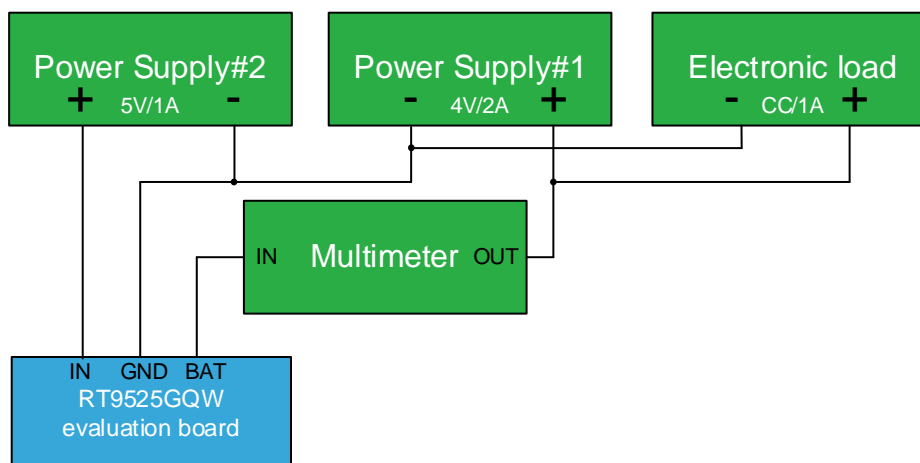 Power Supply#2
+ 5V/1A -
Power Supply#1
- 4V/2A +
Electronic load
- CC/1A +
IN Multimeter OUT
IN GND BAT
RT9525GQW
evaluation board